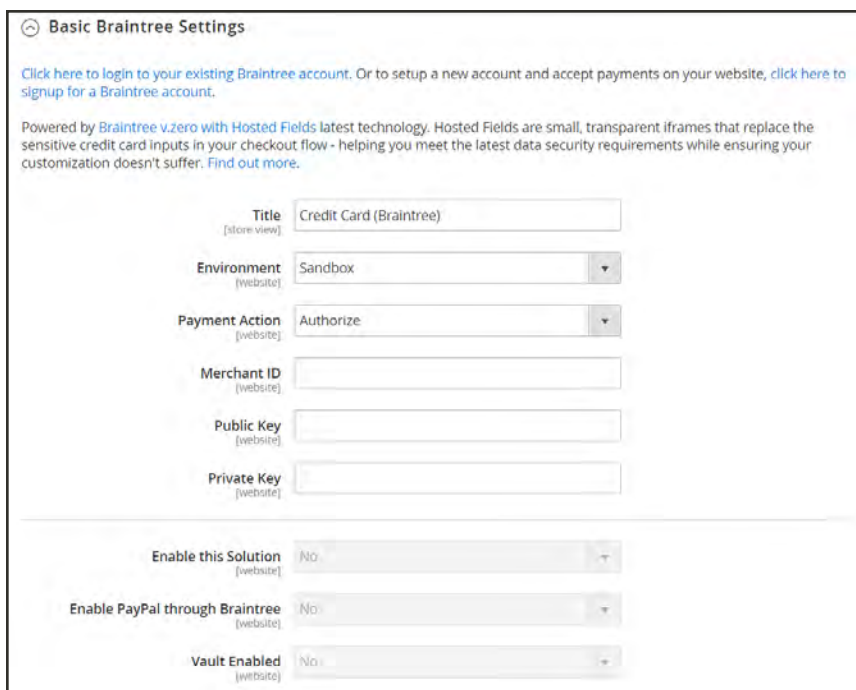 Basic Braintree Settings
Click here to login to your existing Braintree account. Or to setup a new account and accept payments on your website, click here to
signup for a Braintree account.
Powered by Braintree v.zero with Hosted Fields latest technology. Hosted Fields are small, transparent iframes that replace the
sensitive credit card inputs in your checkout flow - helping you meet the latest data security requirements while ensuring your
customization doesn't suffer. Find out more.
Title
[store view]
Credit Card (Braintree)
Environment
[website]
Sandbox
Payment Action
[website]
Authorize
Merchant ID
[website]
Public Key
[website]
Private Key
[website]
Enable this Solution
[website]
No
Enable PayPal through Braintree
[website]
No
Vault Enabled
[website]
No